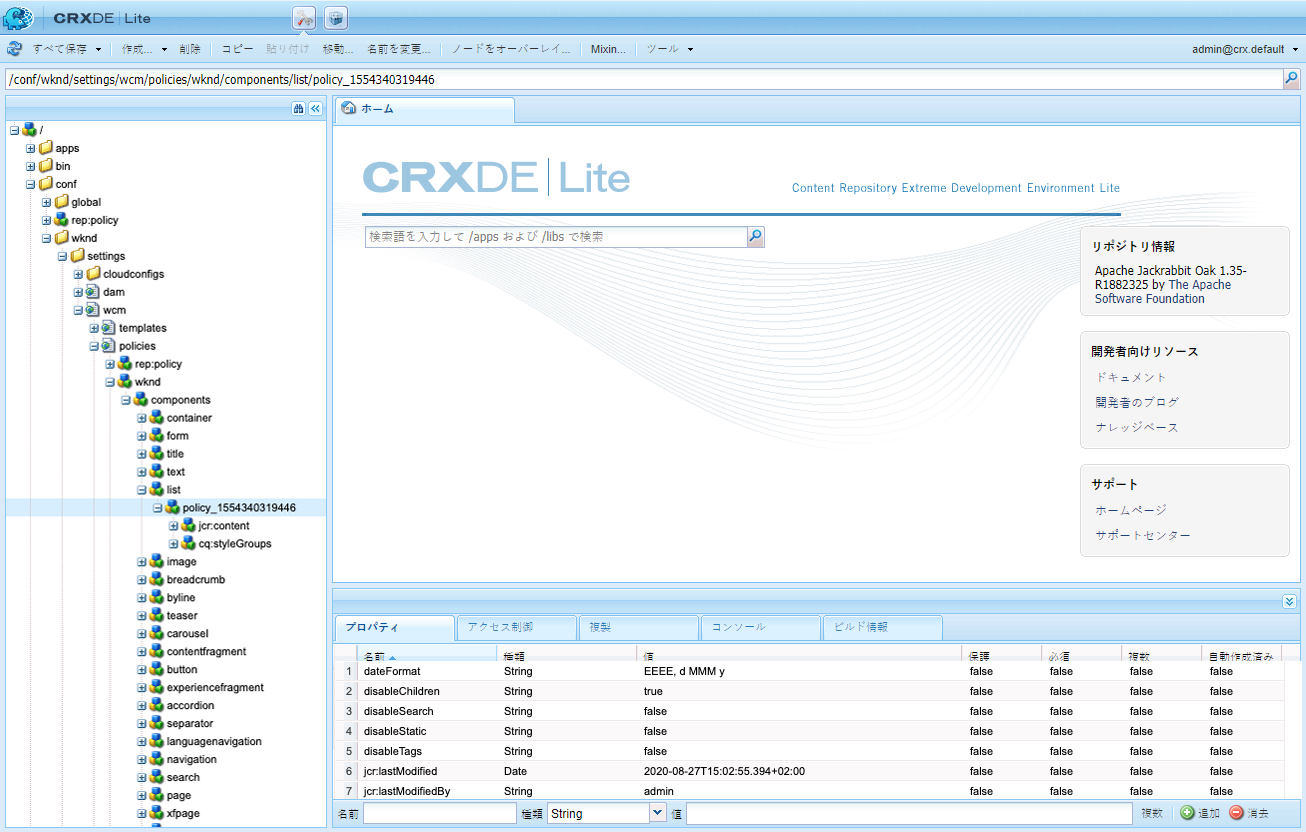 CRXDE | Lite
すべて保存 作成... 削除 コピー 貼り付け 移動... 名前を変更... ノードをオーバーレイ... Mixin... ツール admin@crx.default
/conf/wknd/settings/wcm/policies/wknd/components/list/policy_1554340319446
/
apps
bin
conf
global
rep:policy
wknd
settings
cloudconfigs
dam
wcm
templates
policies
rep:policy
wknd
components
container
form
title
text
list
policy_1554340319446
jcr:content
cq:styleGroups
image
breadcrumb
byline
teaser
carousel
contentfragment
button
experiencefragment
accordion
separator
languagenavigation
navigation
search
page
xfpage
ホーム
CRXDE | Lite
Content Repository Extreme Development Environment Lite
検索語を入力して /apps および /libs で検索
リポジトリ情報
Apache Jackrabbit Oak 1.35-
R1882325 by The Apache
Software Foundation
開発者向けリソース
ドキュメント
開発者のブログ
ナレッジベース
サポート
ホームページ
サポートセンター
プロパティ アクセス制御 複製 コンソール ビルド情報
名前 種類 値 保護 必須 複数 自動作成済み
1 dateFormat String EEEE, d MMM y false false false false
2 disableChildren String true false false false false
3 disableSearch String false false false false false
4 disableStatic String false false false false false
5 disableTags String false false false false false
6 jcr:lastModified Date 2020-08-27T15:02:55.394+02:00 false false false false
7 jcr:lastModifiedBy String admin false false false false
名前 種類 String 値 複数 追加 消去